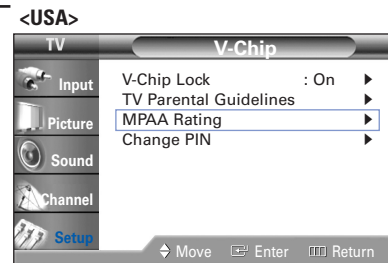 <USA>
TV
V-Chip
Input
Picture
Sound
Channel
Setup
V-Chip Lock : On
TV Parental Guidelines
MPAA Rating
Change PIN
Move Enter Return